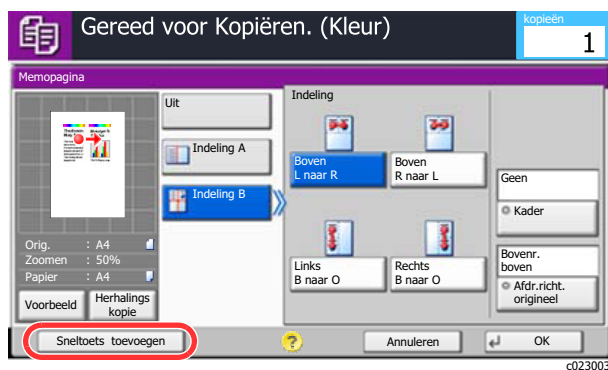 Gereed voor Kopiëren. (Kleur)
kopieën
1
Memopagina
Uit
Indeling A
Indeling B
Indeling
Boven
L naar R
Boven
R naar L
Links
B naar O
Rechts
B naar O
Geen
Kader
Bovenr.
boven
Afdr.richt.
origineel
Orig. : A4
Zoomen : 50%
Papier : A4
Voorbeeld
Herhalings
kopie
Sneltoets toevoegen
?
Annuleren
OK
c023003